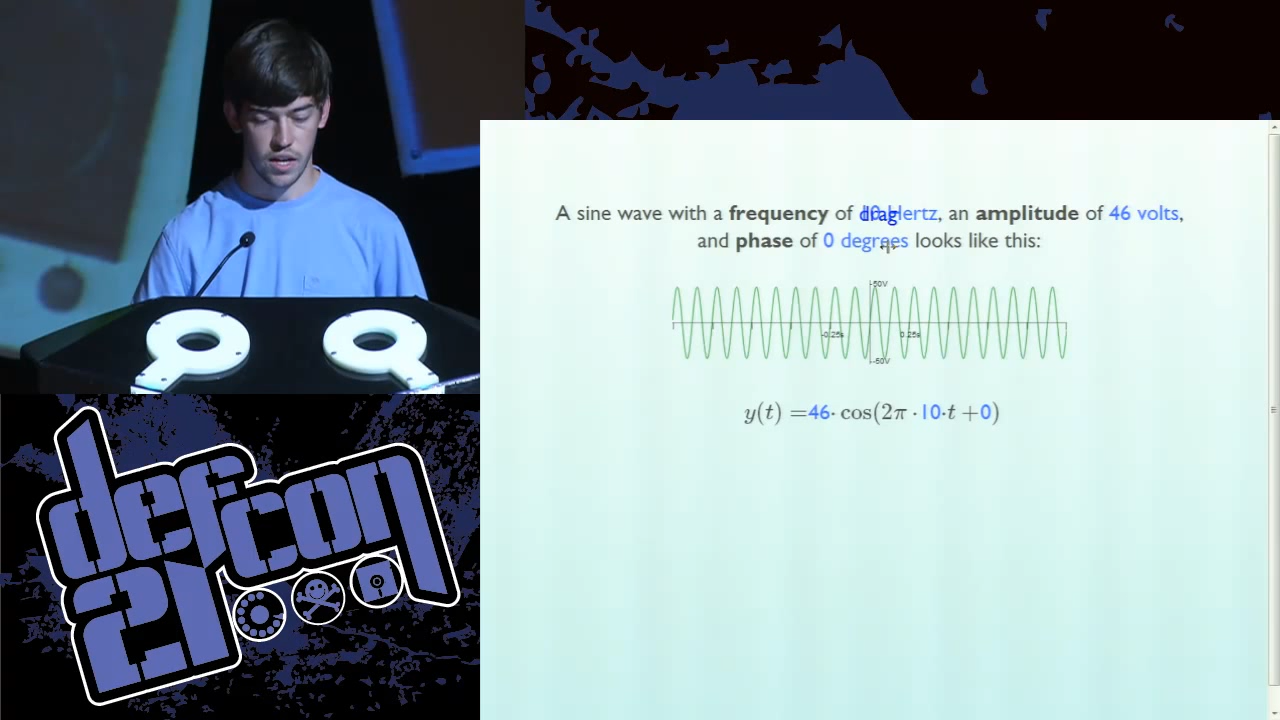 A sine wave with a frequency of 10 Hertz, an amplitude of 46 volts,
drag
and phase of 0 degrees looks like this:
50V
-0.25s 0.25s
-50V
y(t) =46· cos(2π ·10·t +0)
defcon
21